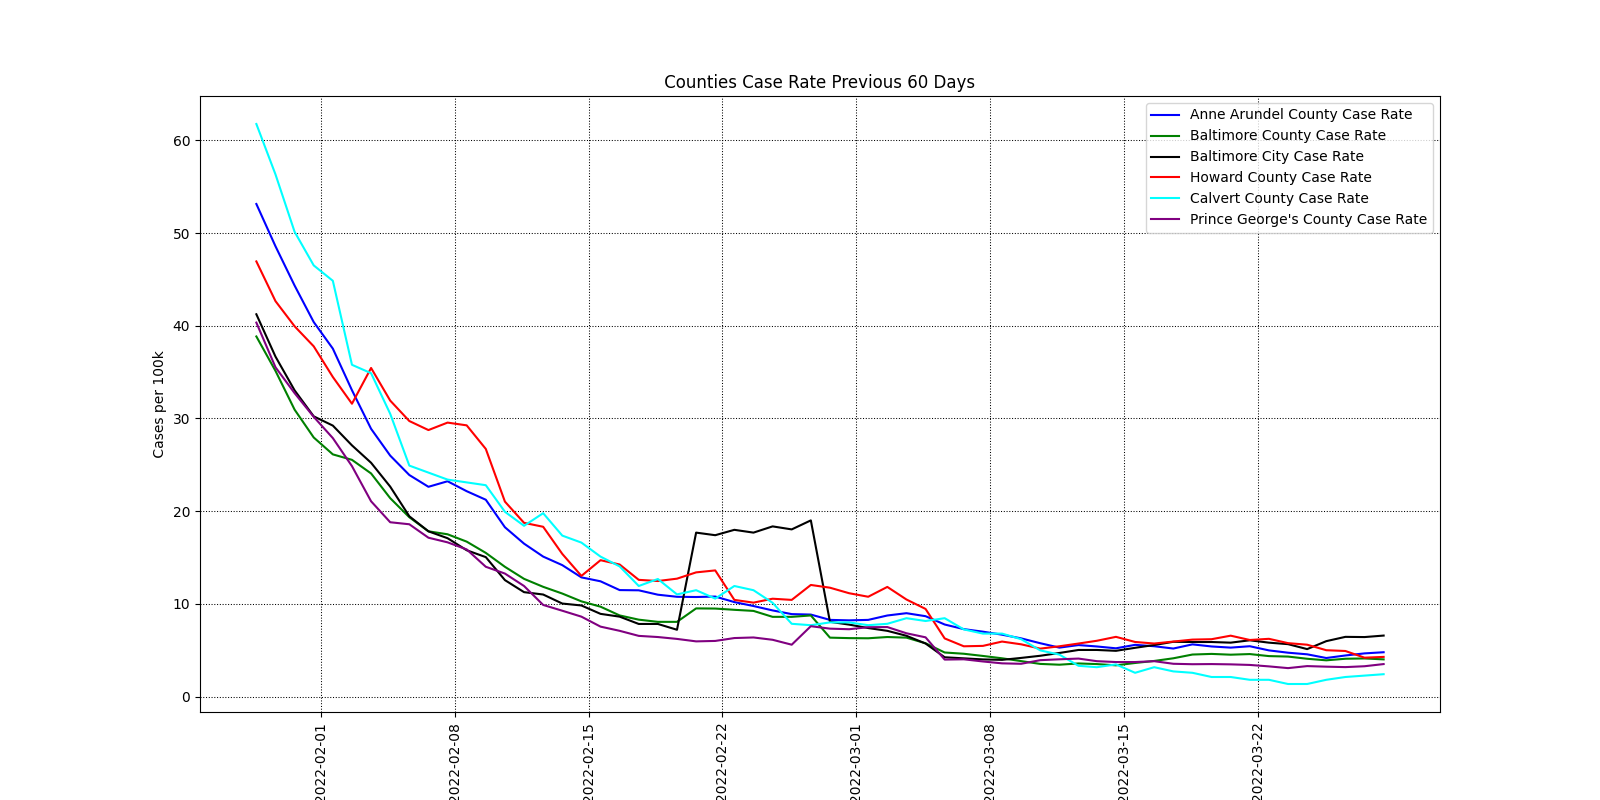 Counties Case Rate Previous 60 Days
Anne Arundel County Case Rate
Baltimore County Case Rate
Baltimore City Case Rate
Howard County Case Rate
Calvert County Case Rate
Prince George's County Case Rate
60
50
40
30
20
10
0
Cases per 100k
2022-02-01
2022-02-08
2022-02-15
2022-02-22
2022-03-01
2022-03-08
2022-03-15
2022-03-22